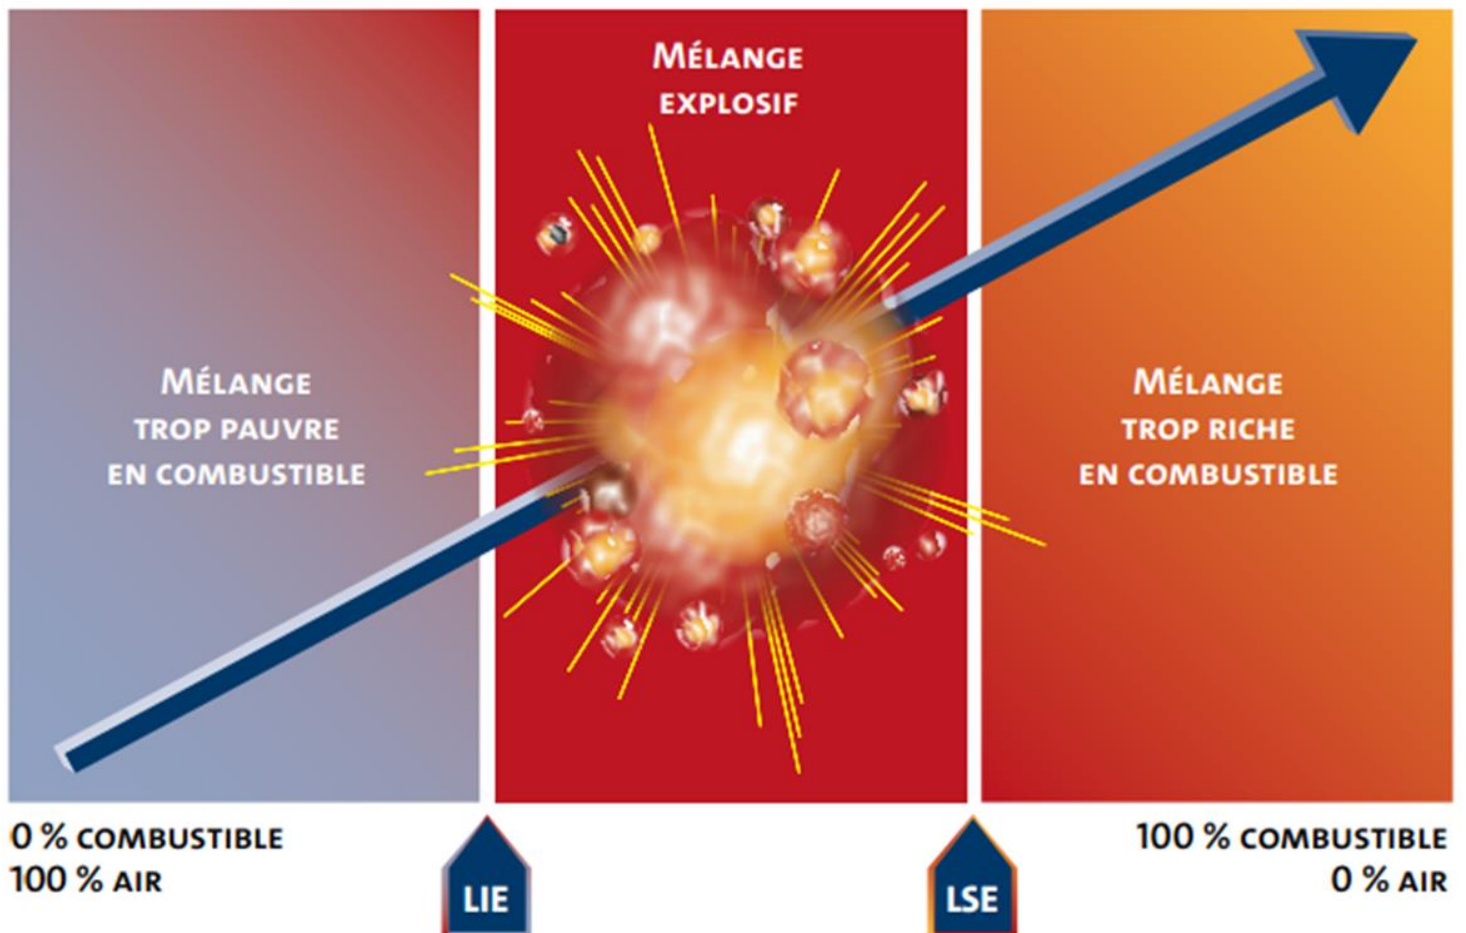 MÉLANGE
EXPLOSIF
MÉLANGE
TROP PAUVRE
EN COMBUSTIBLE
MÉLANGE
TROP RICHE
EN COMBUSTIBLE
0 % COMBUSTIBLE
100 % AIR
LIE
LSE
100 % COMBUSTIBLE
0 % AIR